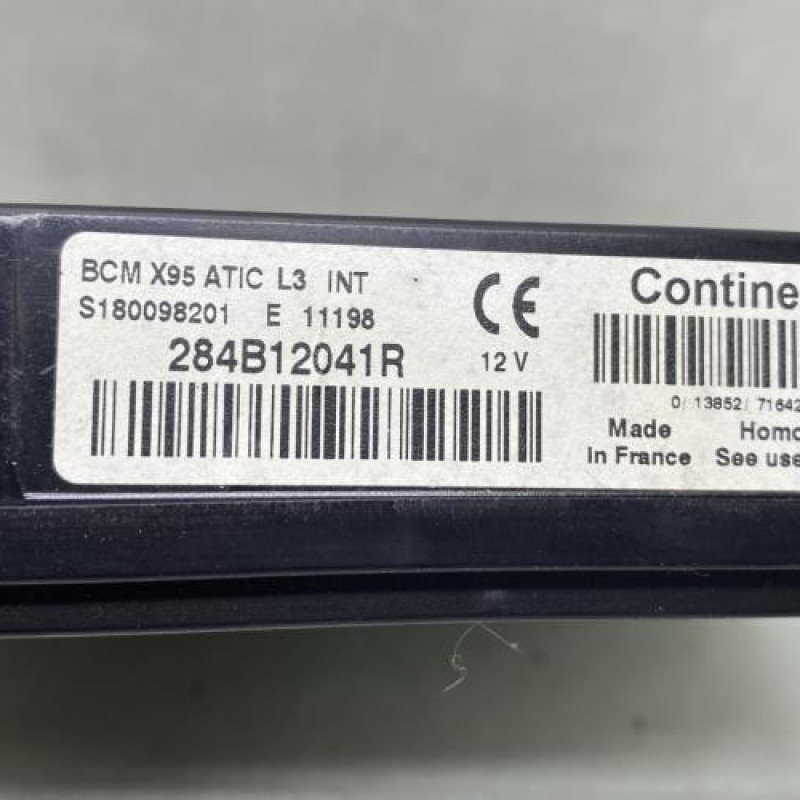 BCM X95 ATIC L3 INT
S180098201 E 11198
284B12041R
CE
12 V
Contine
0/ 13852/ 71642
Made
In France
Homo
See use